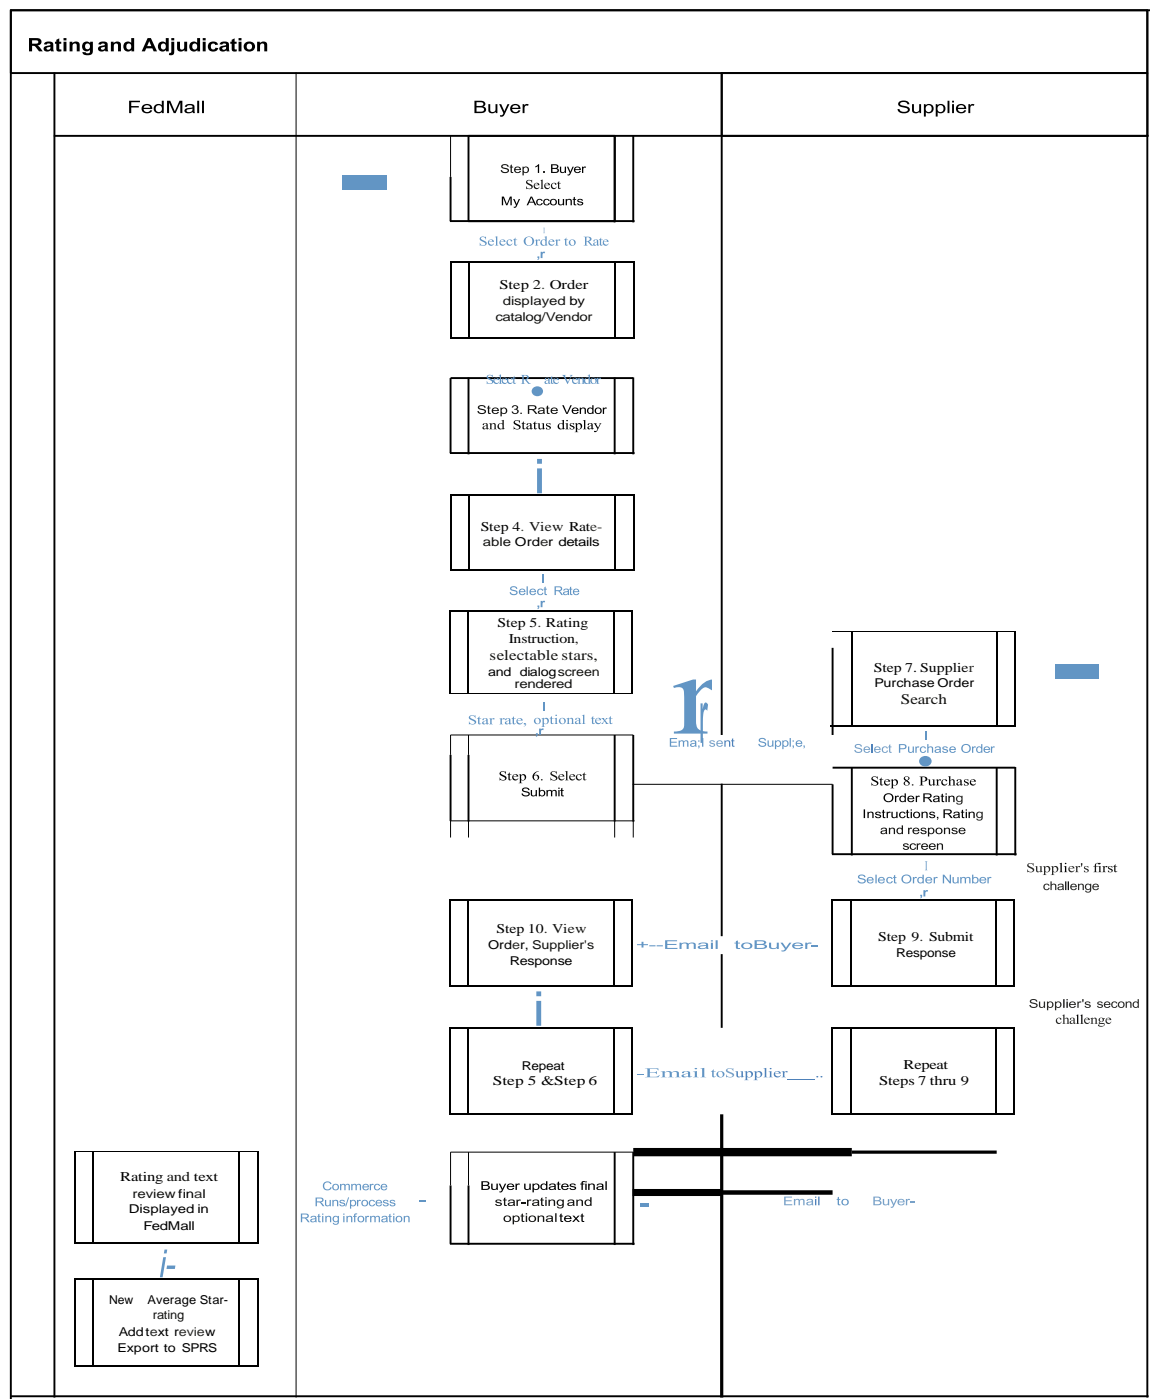 Rating and Adjudication
FedMall
Buyer
Supplier
Step 1. Buyer
Select
My Accounts
Select Order to Rate
Step 2. Order
displayed by
catalog/Vendor
Select R ate Vendor
Step 3. Rate Vendor
and Status display
Step 4. View Rate-
able Order details
Select Rate
Step 5. Rating
Instruction,
selectable stars,
and dialog screen
rendered
Star rate, optional text
Step 6. Select
Submit
Ema;l sent Suppl;e,
Step 7. Supplier
Purchase Order
Search
Select Purchase Order
Step 8. Purchase
Order Rating
Instructions, Rating
and response
screen
Supplier's first
challenge
Select Order Number
Step 9. Submit
Response
+--Email toBuyer-
Step 10. View
Order, Supplier's
Response
Supplier's second
challenge
Repeat
Step 5 &Step 6
-Email toSupplier___..
Repeat
Steps 7 thru 9
Rating and text
review final
Displayed in
FedMall
Commerce
Runs/process -
Rating information
Buyer updates final
star-rating and
optional text
Email to Buyer-
New Average Star-
rating
Add text review
Export to SPRS